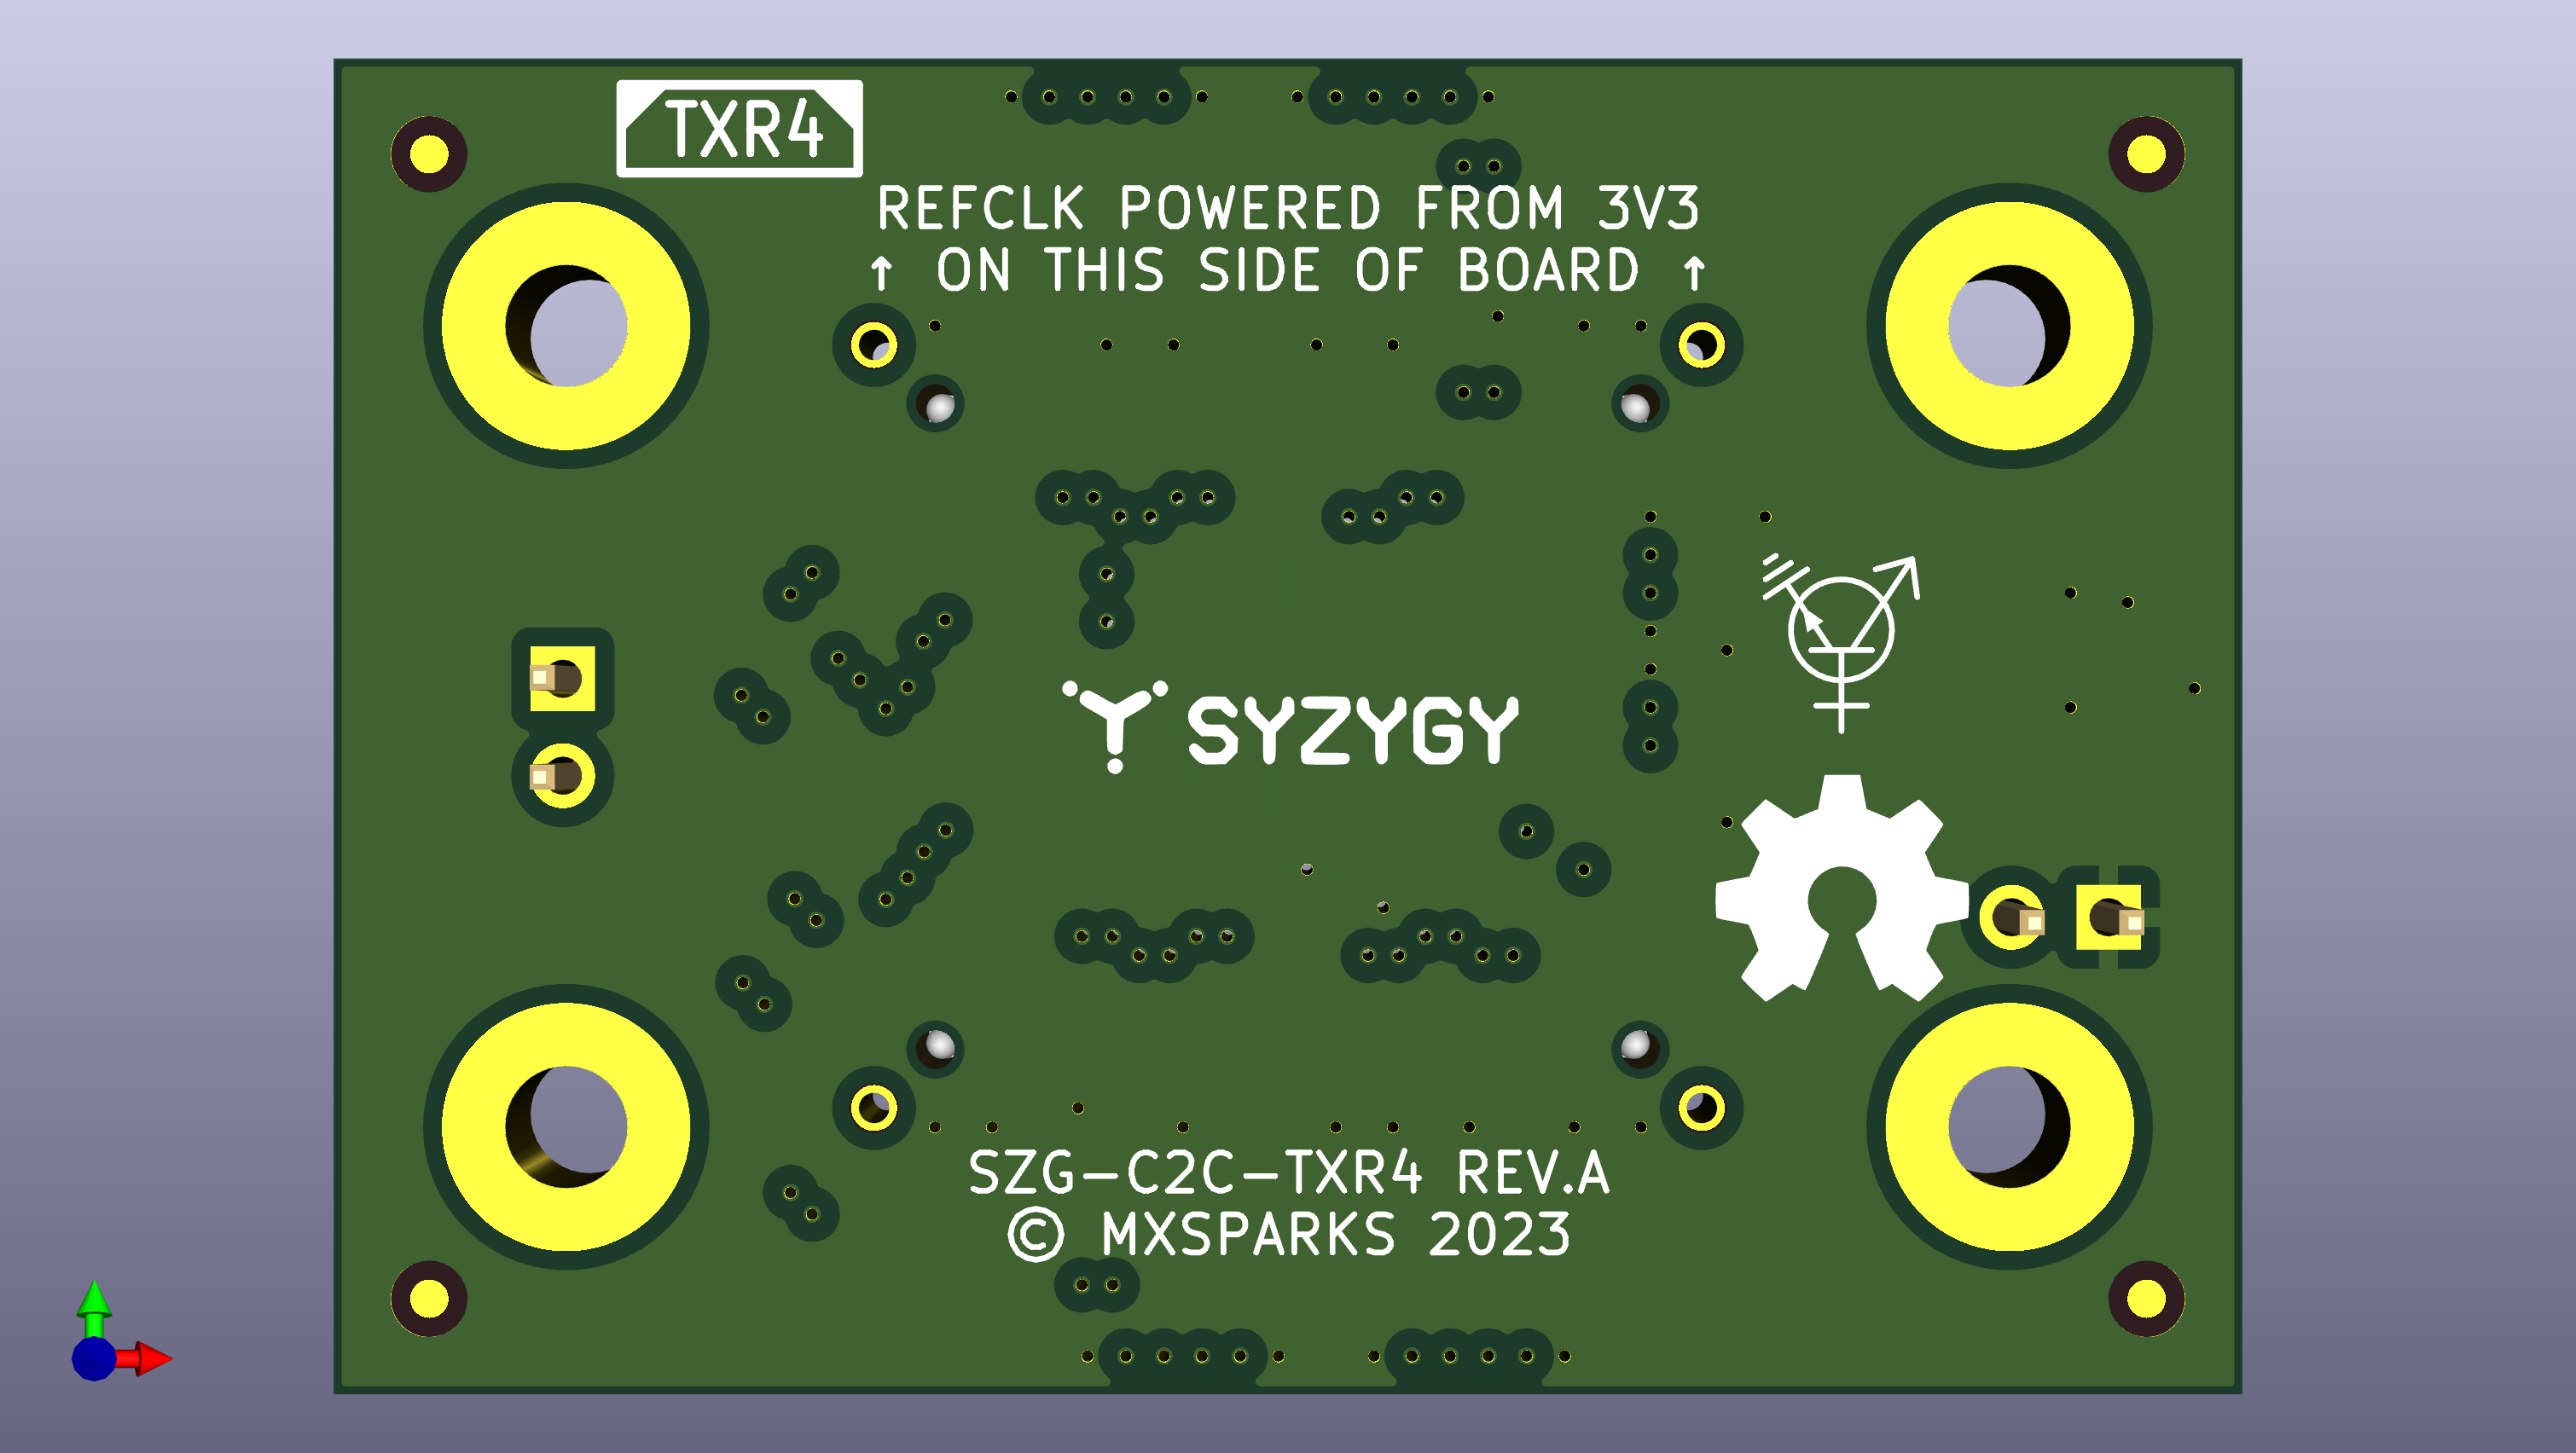 TXR4
REFCLK POWERED FROM 3V3
↑ ON THIS SIDE OF BOARD ↑
SYZYGY
SZG-C2C-TXR4 REV.A
© MXSPARKS 2023